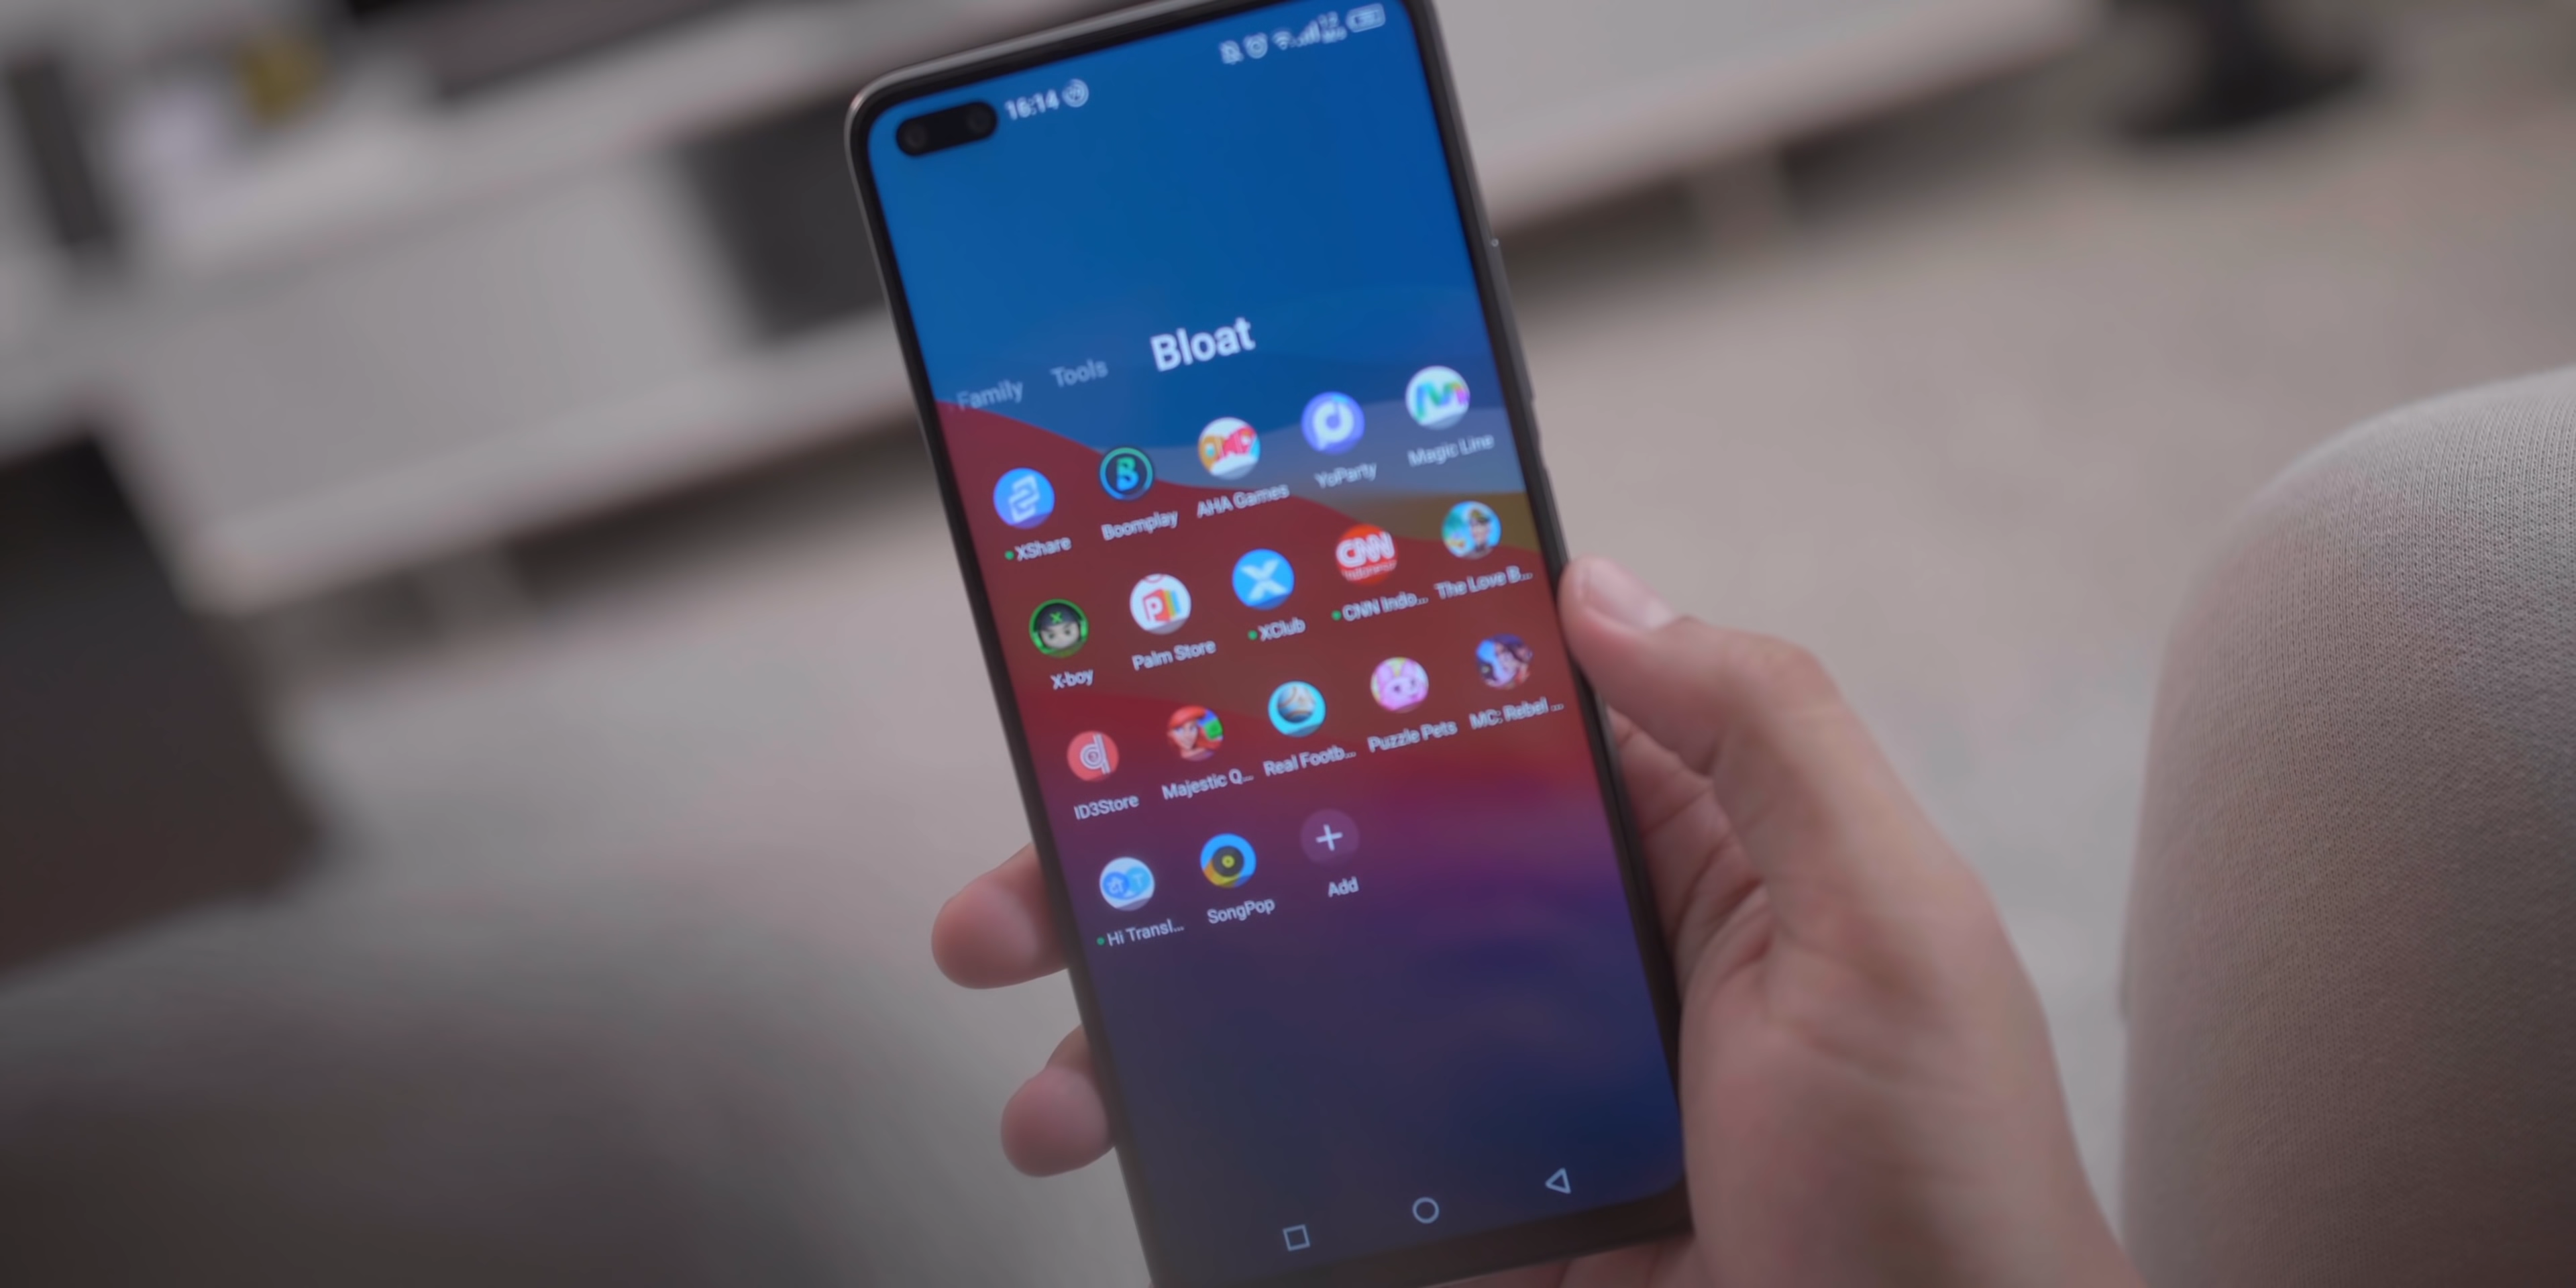 16:14
Family Tools Bloat
XShare Boomplay AHA Games YoParty Magic Line
X-boy Palm Store XClub CNN Indo... The Love B...
ID3Store Majestic Q... Real Footb... Puzzle Pets MC: Rebel ...
Hi Transl... SongPop Add
CNN